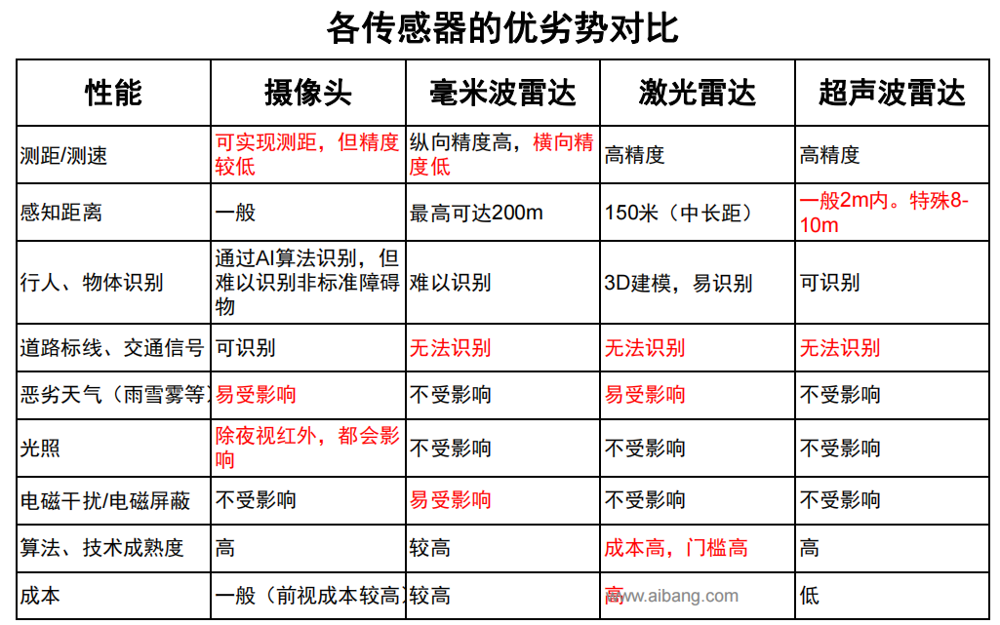 各传感器的优劣势对比
性能 摄像头 毫米波雷达 激光雷达 超声波雷达
测距/测速
可实现测距，但精度
较低
纵向精度高，横向精
度低
高精度
高精度
感知距离
一般
最高可达200m
150米（中长距）
一般2m内。特殊8-
10m
行人、物体识别
通过AI算法识别，但
难以识别非标准障碍
物
难以识别
3D建模，易识别
可识别
道路标线、交通信号
可识别
无法识别
无法识别
无法识别
恶劣天气（雨雪雾等）
易受影响
不受影响
易受影响
不受影响
光照
除夜视红外，都会影
响
不受影响
不受影响
不受影响
电磁干扰/电磁屏蔽
不受影响
易受影响
不受影响
不受影响
算法、技术成熟度
高
较高
成本高，门槛高
高
成本
一般（前视成本较高）
较高
高
www.aibang.com
低